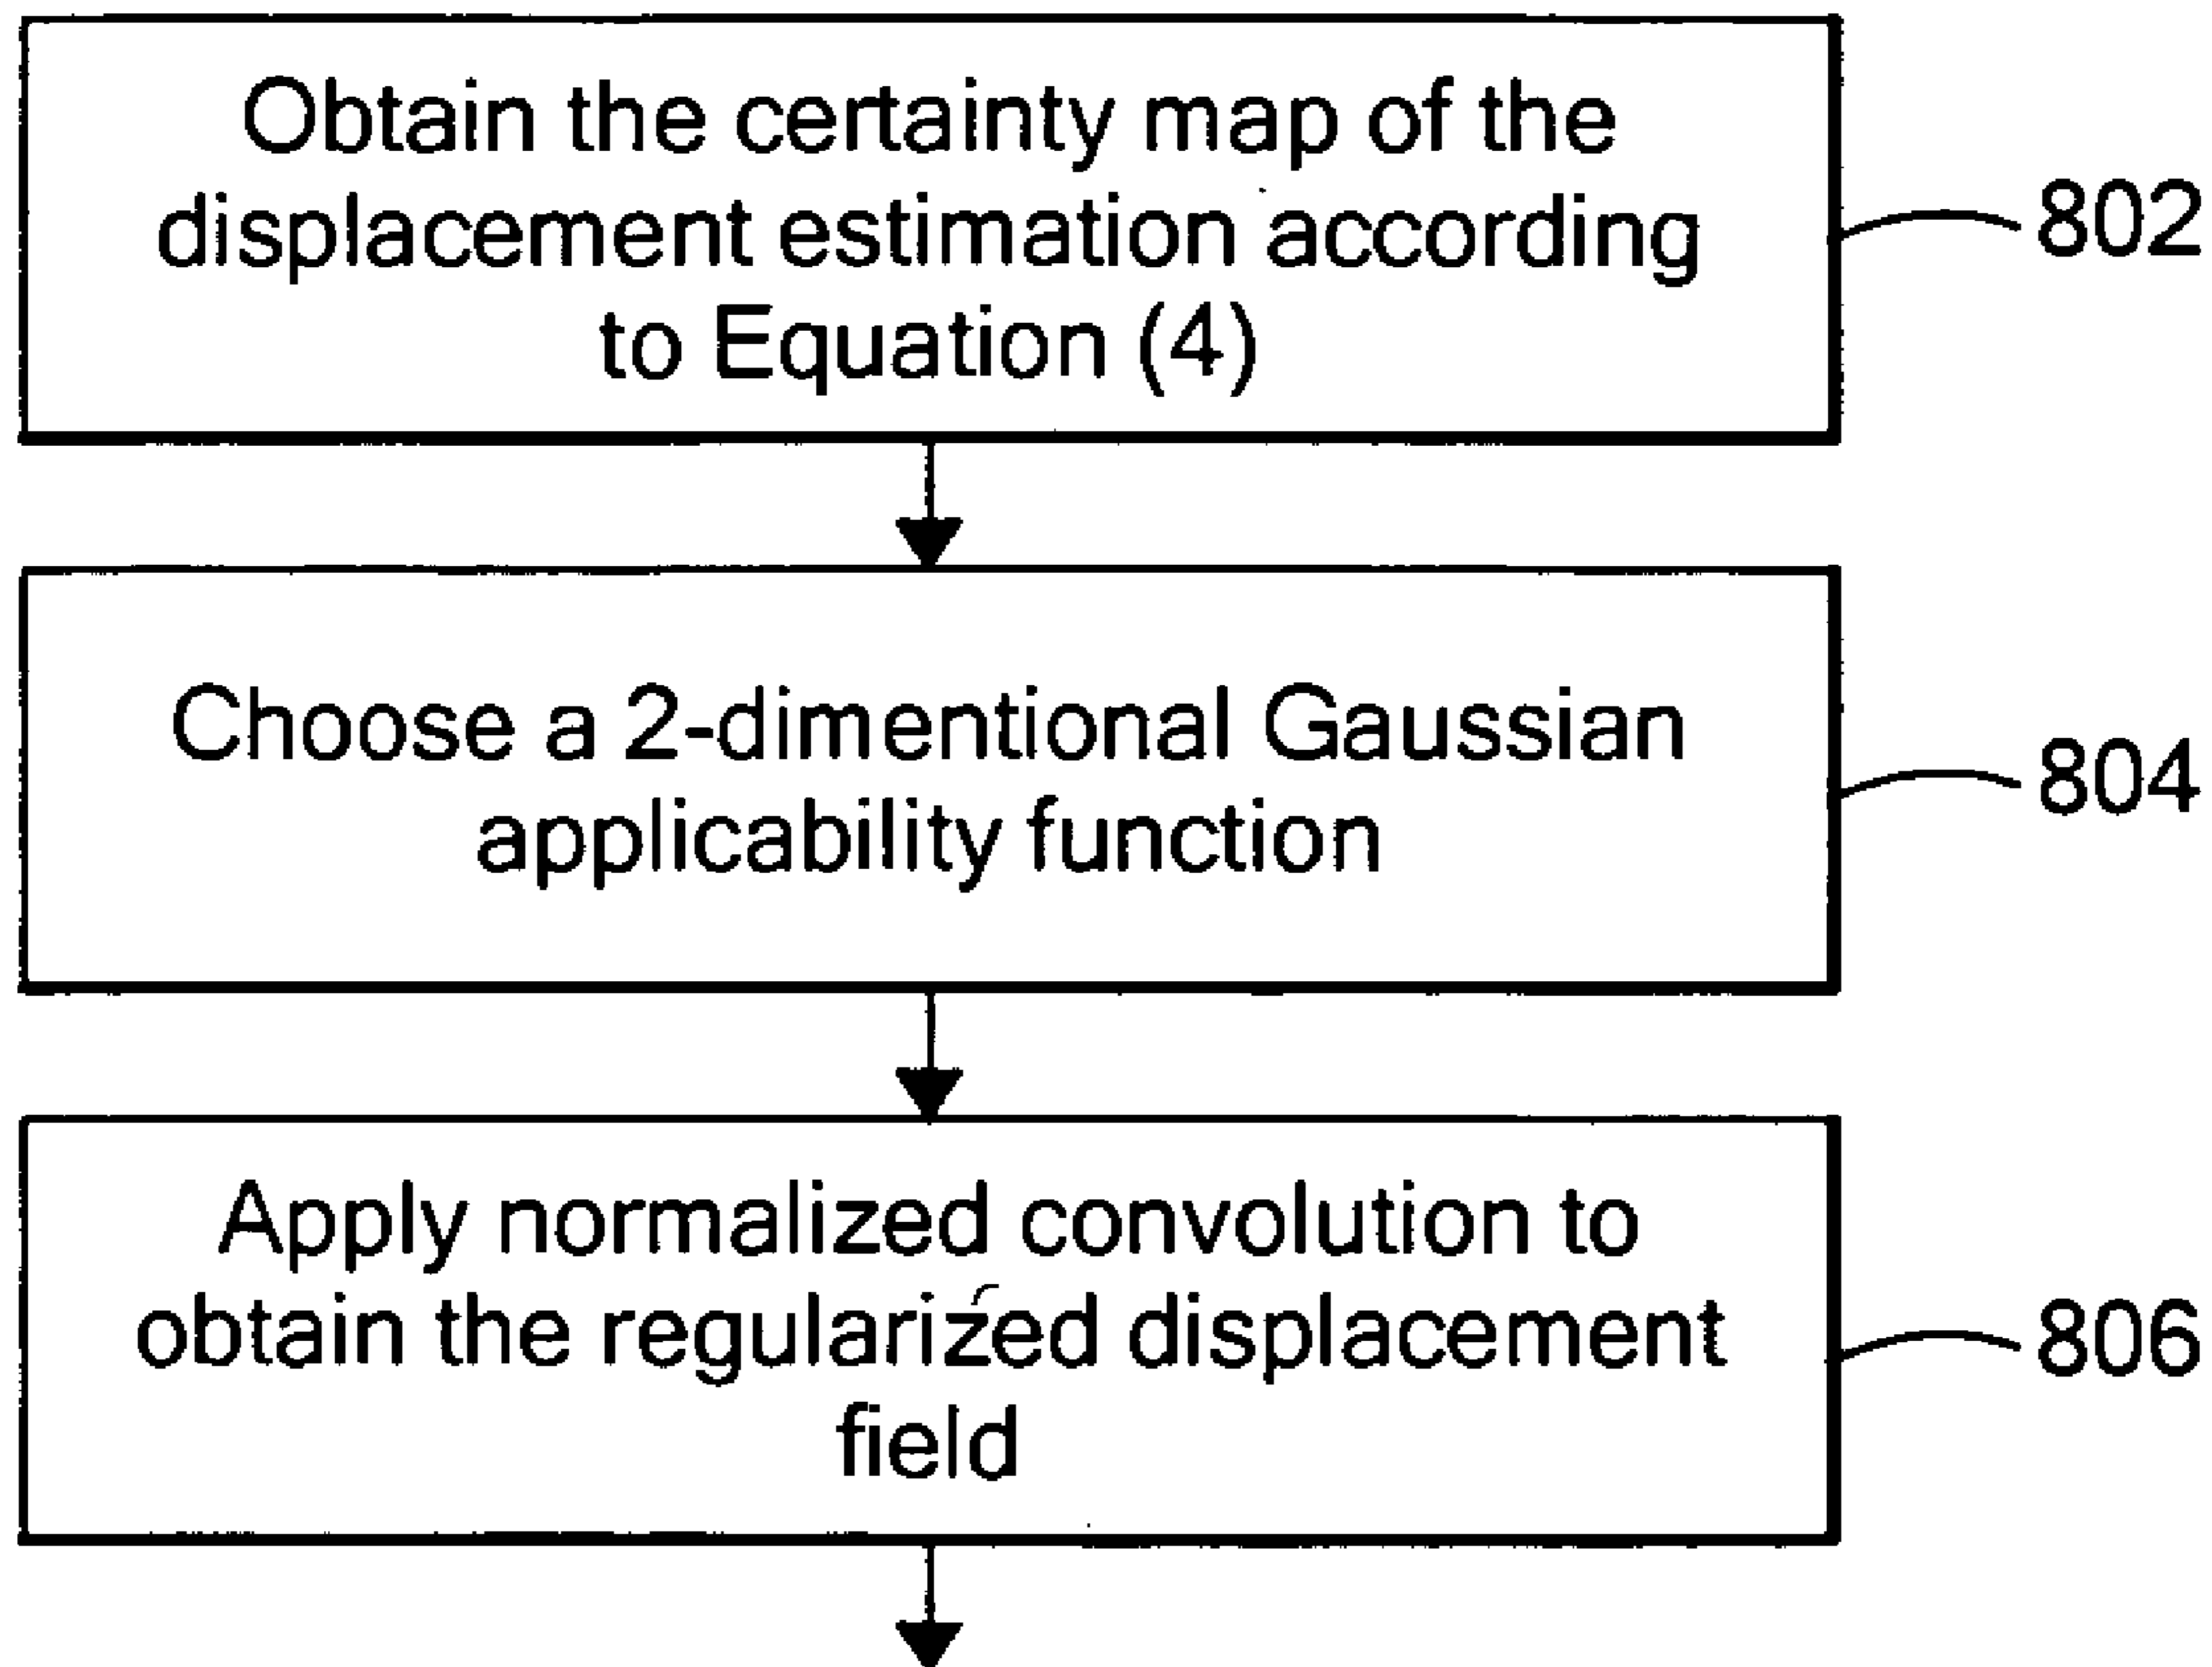 Obtain the certainty map of the
displacement estimation according
to Equation (4)
802
Choose a 2-dimentional Gaussian
applicability function
804
Apply normalized convolution to
obtain the regularized displacement
field
806